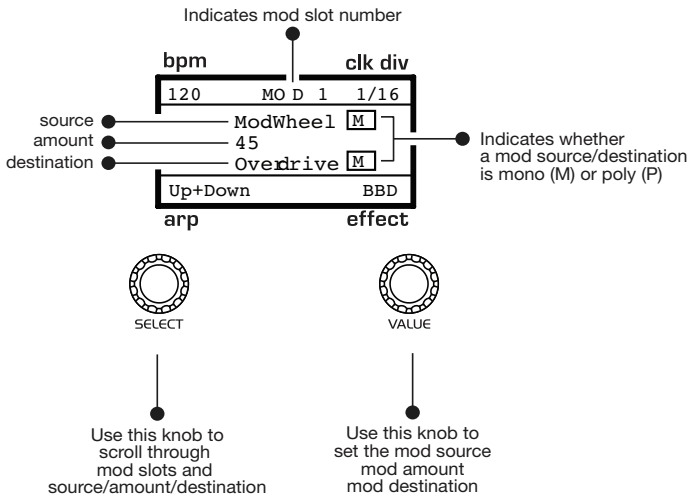 Indicates mod slot number
bpm clk div
120 MOD 1 1/16
source ModWheel M
amount 45
destination Overdrive M
Indicates whether
a mod source/destination
is mono (M) or poly (P)
Up+Down BBD
arp effect
SELECT VALUE
Use this knob to
scroll through
mod slots and
source/amount/destination
Use this knob to
set the mod source
mod amount
mod destination